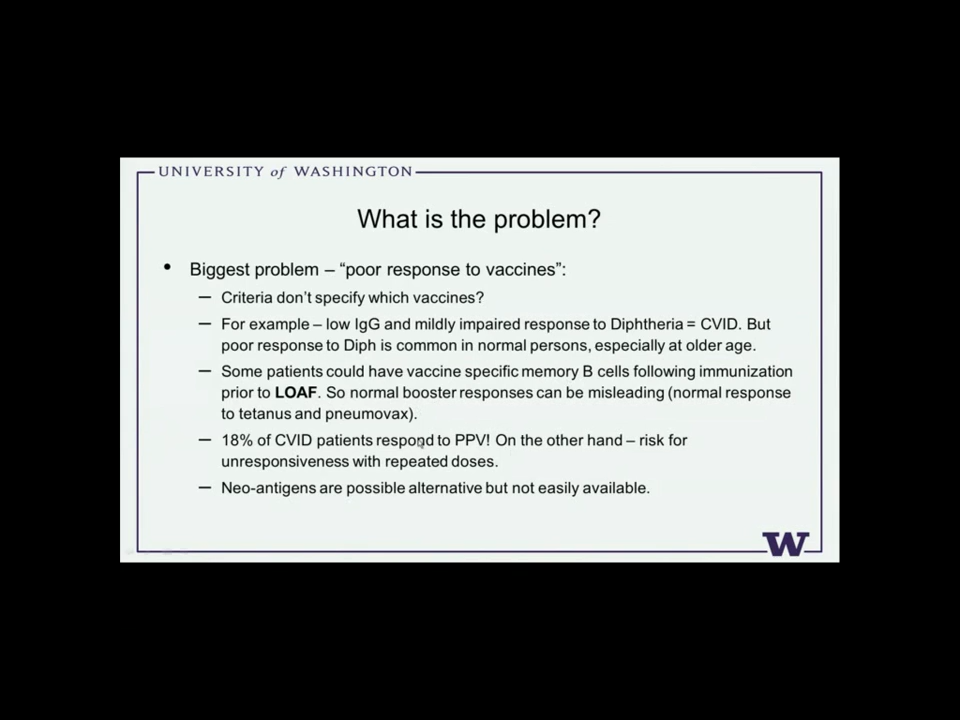 UNIVERSITY of WASHINGTON
What is the problem?
• Biggest problem – “poor response to vaccines”:
– Criteria don’t specify which vaccines?
– For example – low IgG and mildly impaired response to Diphtheria = CVID. But
poor response to Diph is common in normal persons, especially at older age.
– Some patients could have vaccine specific memory B cells following immunization
prior to LOAF. So normal booster responses can be misleading (normal response
to tetanus and pneumovax).
– 18% of CVID patients respond to PPV! On the other hand – risk for
unresponsiveness with repeated doses.
– Neo-antigens are possible alternative but not easily available.
W